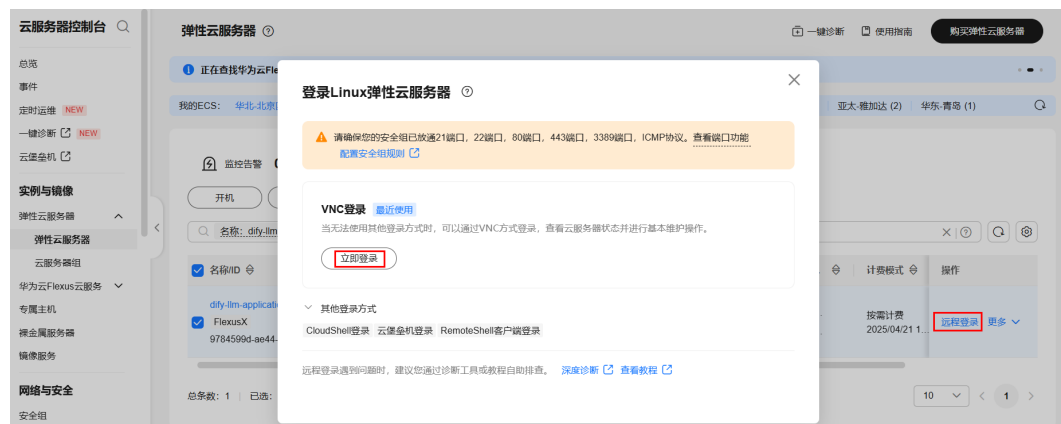 云服务器控制台
总览
事件
定时运维 NEW
一键诊断 NEW
云堡垒机
实例与镜像
弹性云服务器
弹性云服务器
云服务器组
华为云Flexus云服务
专属主机
裸金属服务器
镜像服务
网络与安全
安全组
弹性云服务器
一键诊断 使用指南 购买弹性云服务器
正在查找华为云Fle
我的ECS： 华北-北京 亚太-雅加达 (2) 华东-青岛 (1)
监控告警
开机
名称：dify-llm
名称/ID 计费模式 操作
dify-llm-applicati
FlexusX
9784599d-ae44-
按需计费
2025/04/21 1...
远程登录 更多
总条数：1 已选：
10 1
登录Linux弹性云服务器
请确保您的安全组已放通21端口，22端口，80端口，443端口，3389端口，ICMP协议。查看端口功能
配置安全组规则
VNC登录 最近使用
当无法使用其他登录方式时，可以通过VNC方式登录，查看云服务器状态并进行基本维护操作。
立即登录
其他登录方式
CloudShell登录 云堡垒机登录 RemoteShell客户端登录
远程登录遇到问题时，建议您通过诊断工具或教程自助排查。 深度诊断 查看教程